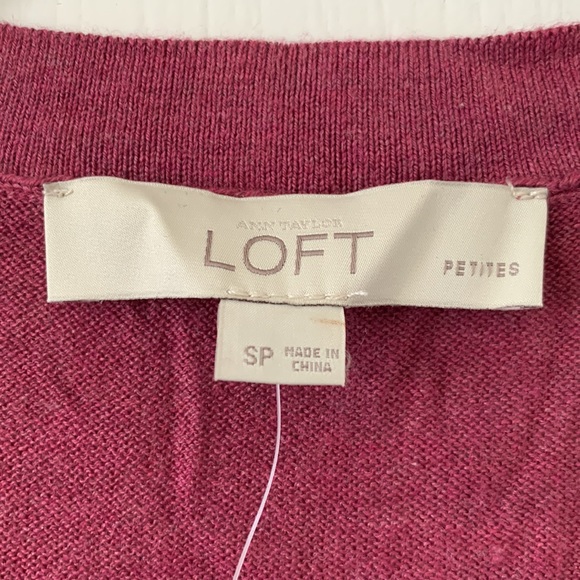 ANN TAYLOR
LOFT
PETITES
SP MADE IN
CHINA